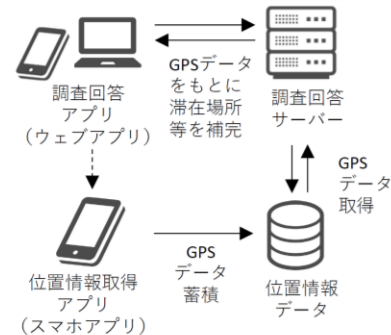 GPSデータ
をもとに
滞在場所
等を補完
調査回答
アプリ
（ウェブアプリ）
調査回答
サーバー
GPS
データ
取得
GPS
データ
蓄積
位置情報取得
アプリ
（スマホアプリ）
位置情報
データ